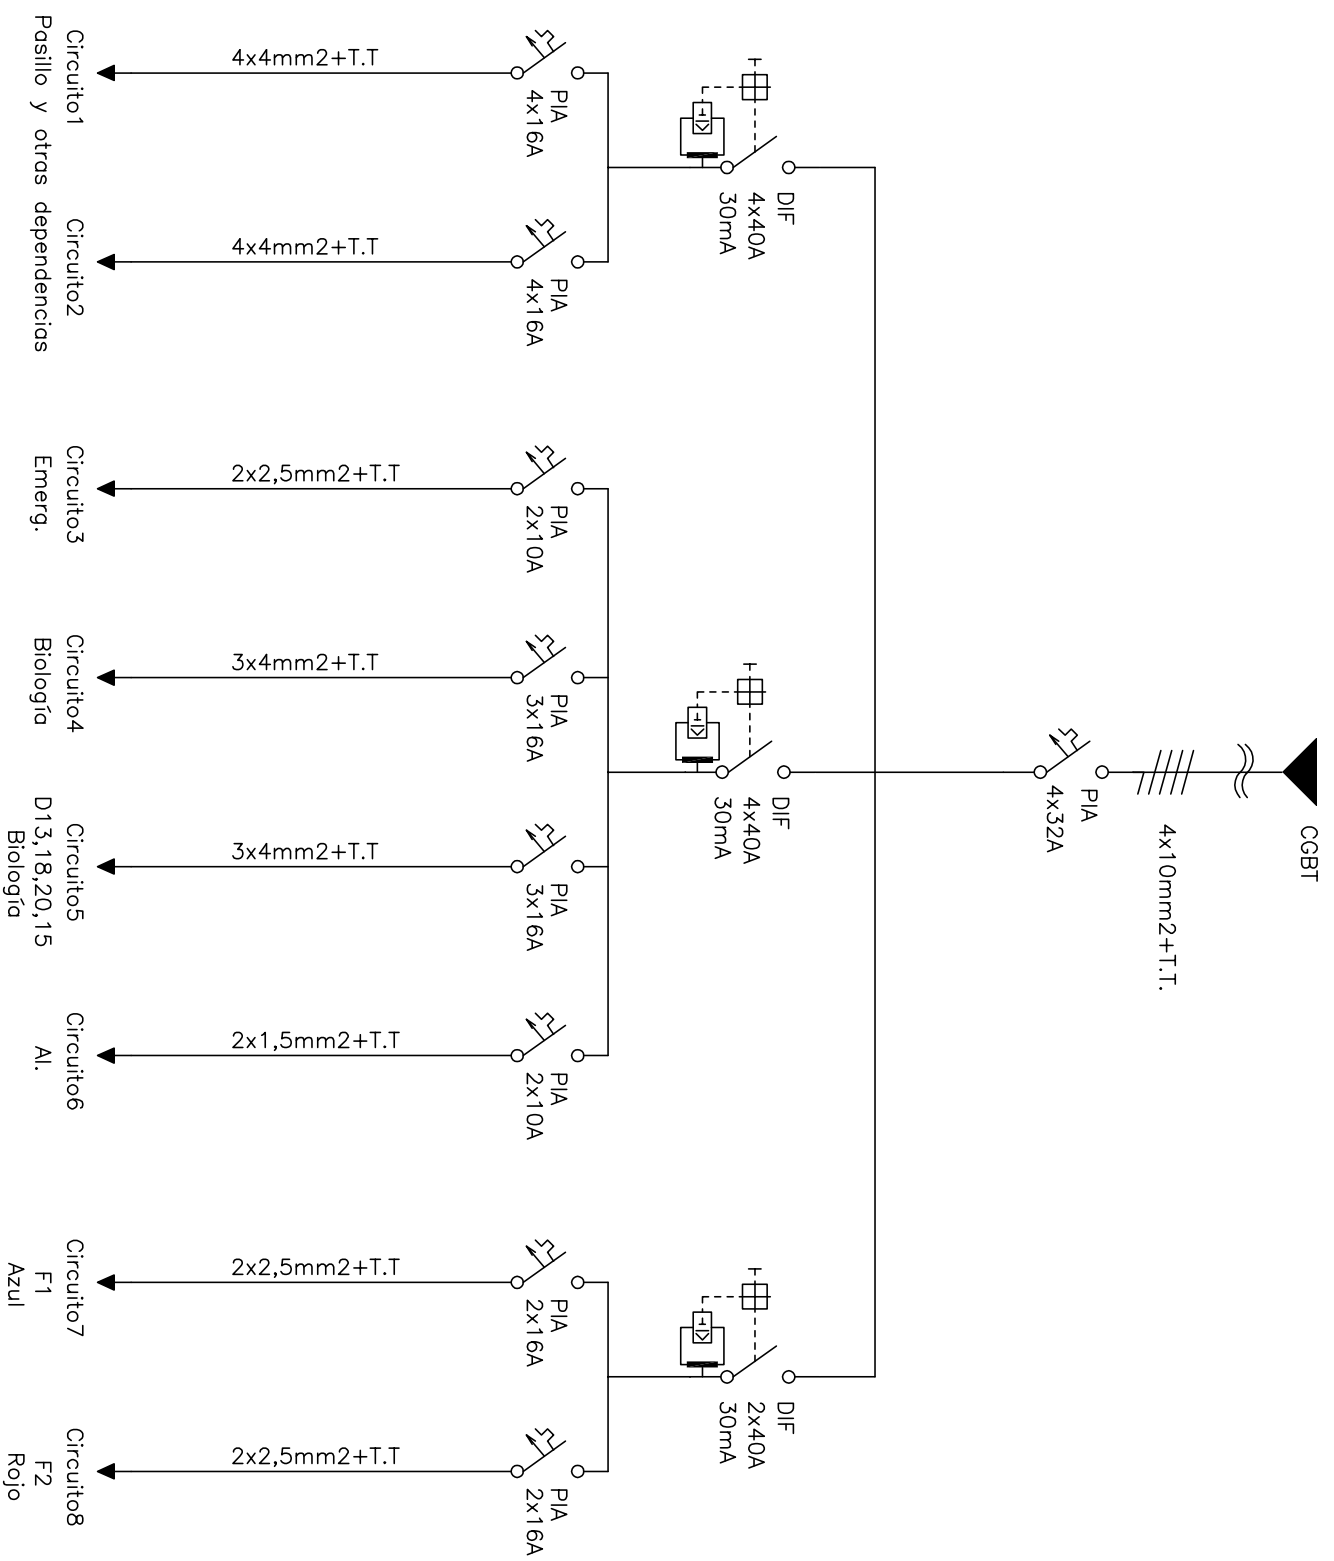 CGBT
4x10mm2+T.T.
PIA
4x32A
DIF
4x40A
30mA
DIF
4x40A
30mA
DIF
2x40A
30mA
PIA
4x16A
PIA
4x16A
PIA
2x10A
PIA
3x16A
PIA
3x16A
PIA
2x10A
PIA
2x16A
PIA
2x16A
4x4mm2+T.T
4x4mm2+T.T
2x2,5mm2+T.T
3x4mm2+T.T
3x4mm2+T.T
2x1,5mm2+T.T
2x2,5mm2+T.T
2x2,5mm2+T.T
Circuito1
Circuito2
Pasillo y otras dependencias
Circuito3
Emerg.
Circuito4
Biología
Circuito5
D13,18,20,15
Biología
Circuito6
Al.
Circuito7
F1
Azul
Circuito8
F2
Rojo